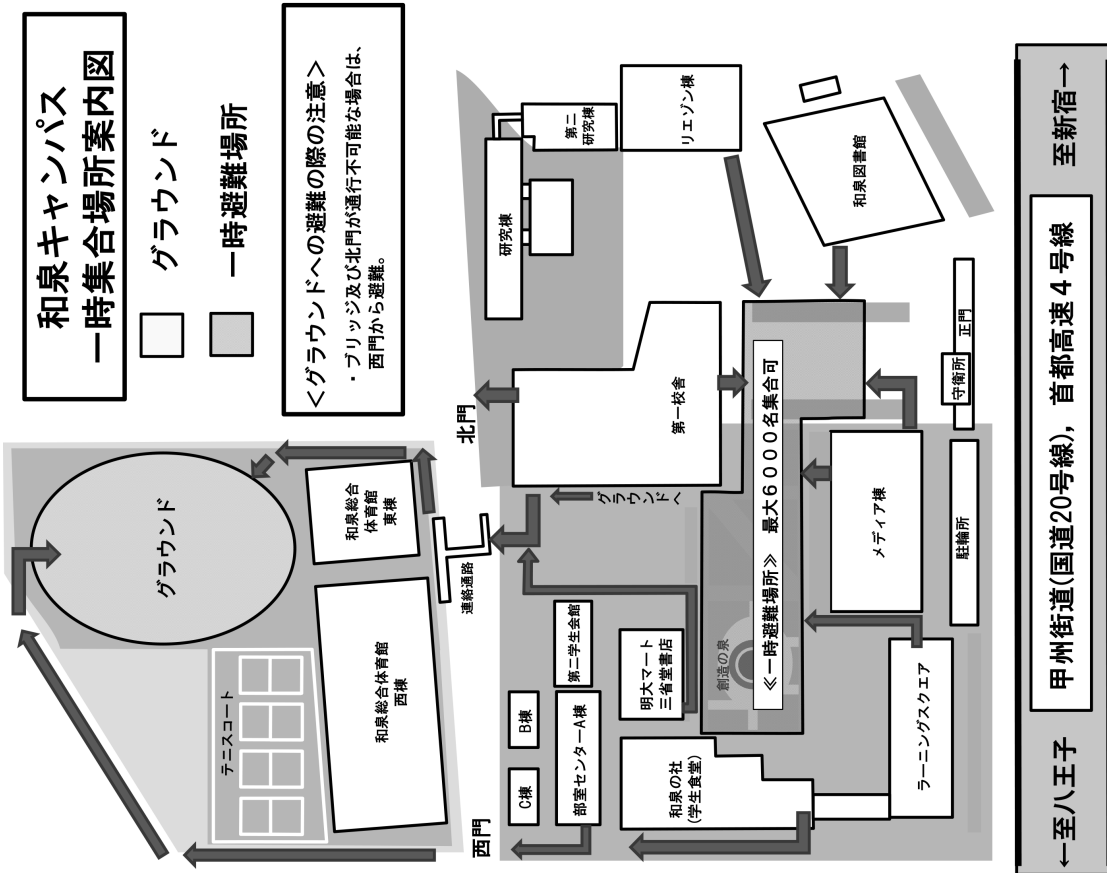 和泉キャンパス
一時集合場所案内図
グラウンド
一時避難場所
＜グラウンドへの避難の際の注意＞
・ブリッジ及び北門が通行不可能な場合は、
西門から避難。
グラウンド
テニスコート
和泉総合
体育館
東棟
和泉総合体育館
西棟
連絡通路
北門
西門
研究棟
第二
研究棟
リエゾン棟
和泉図書館
第一校舎
グラウンドへ
第二学生会館
明大マート
三省堂書店
B棟
C棟
部室センターA棟
和泉の杜
(学生食堂)
創造の泉
≪一時避難場所≫ 最大６０００名集合可
メディア棟
ラーニングスクエア
駐輪所
守衛所
正門
←至八王子
甲州街道(国道20号線), 首都高速４号線
至新宿→